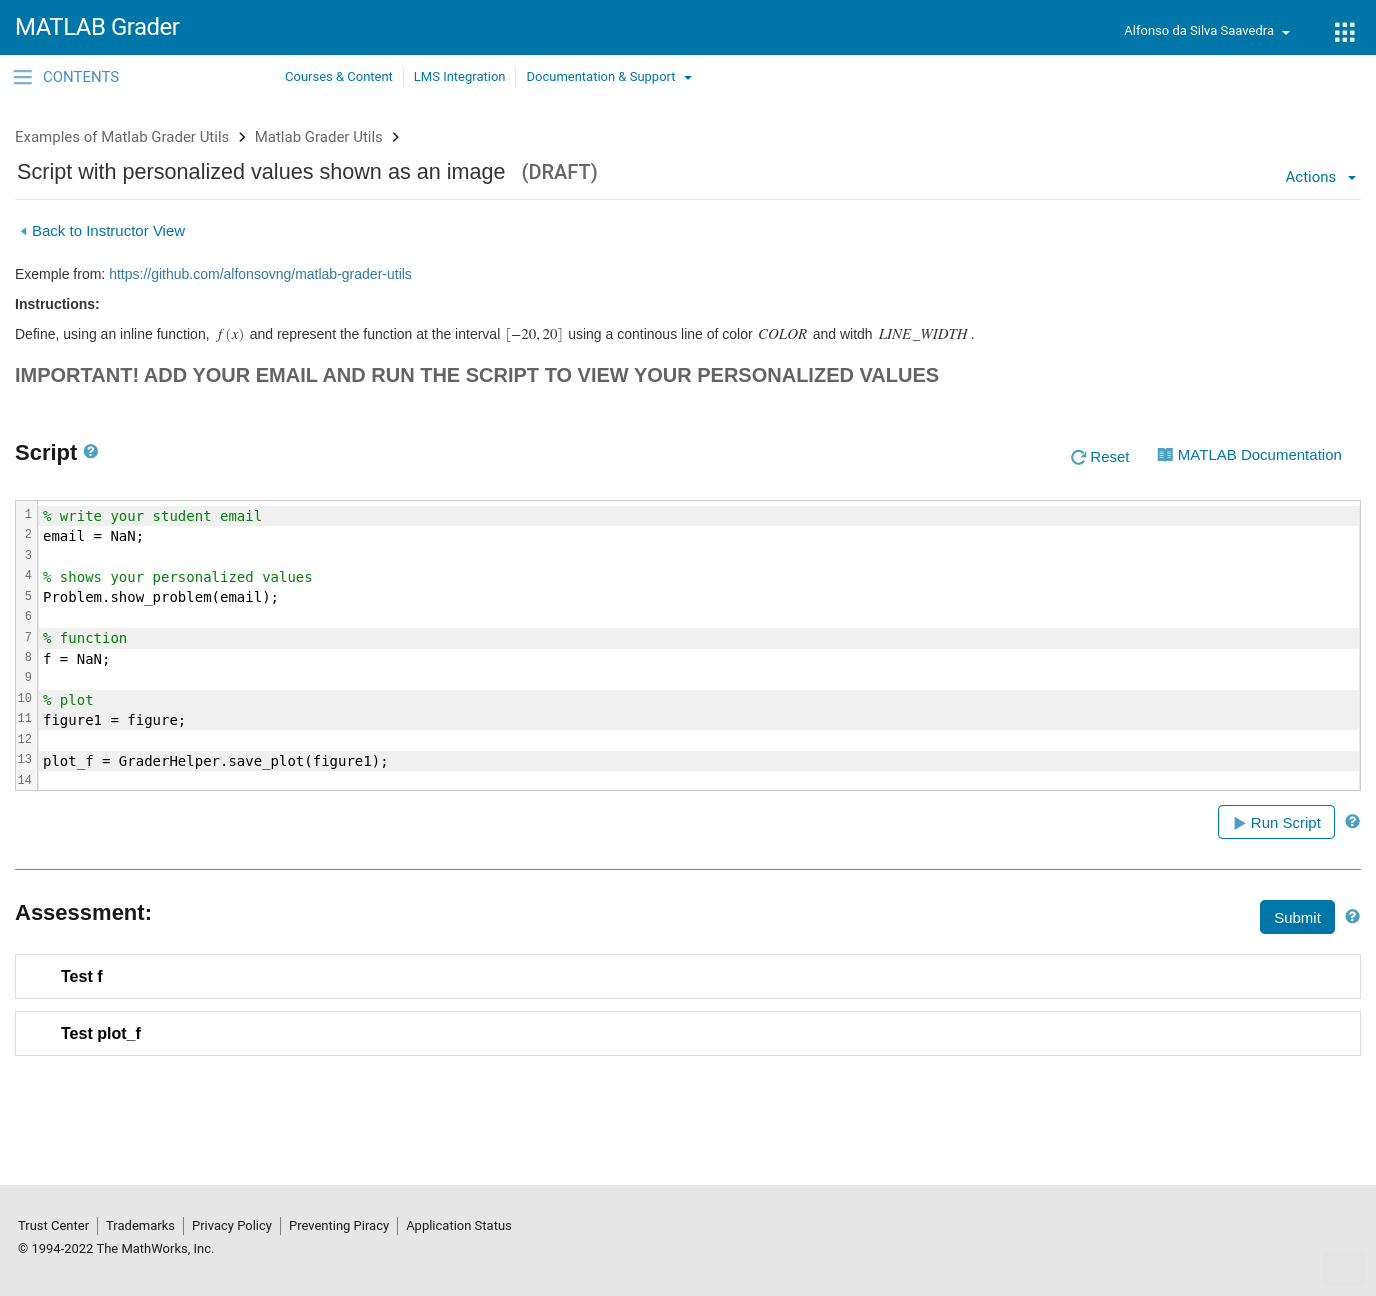 MATLAB Grader
Alfonso da Silva Saavedra
CONTENTS
Courses & Content
LMS Integration
Documentation & Support
Examples of Matlab Grader Utils
Matlab Grader Utils
Script with personalized values shown as an image (DRAFT)
Actions
Back to Instructor View
Exemple from: https://github.com/alfonsovng/matlab-grader-utils
Instructions:
Define, using an inline function, f(x) and represent the function at the interval [−20, 20] using a continous line of color COLOR and witdh LINE_WIDTH.
IMPORTANT! ADD YOUR EMAIL AND RUN THE SCRIPT TO VIEW YOUR PERSONALIZED VALUES
Script
Reset
MATLAB Documentation
1 % write your student email
2 email = NaN;
3
4 % shows your personalized values
5 Problem.show_problem(email);
6
7 % function
8 f = NaN;
9
10 % plot
11 figure1 = figure;
12
13 plot_f = GraderHelper.save_plot(figure1);
14
Run Script
Assessment:
Submit
Test f
Test plot_f
Trust Center
Trademarks
Privacy Policy
Preventing Piracy
Application Status
© 1994-2022 The MathWorks, Inc.